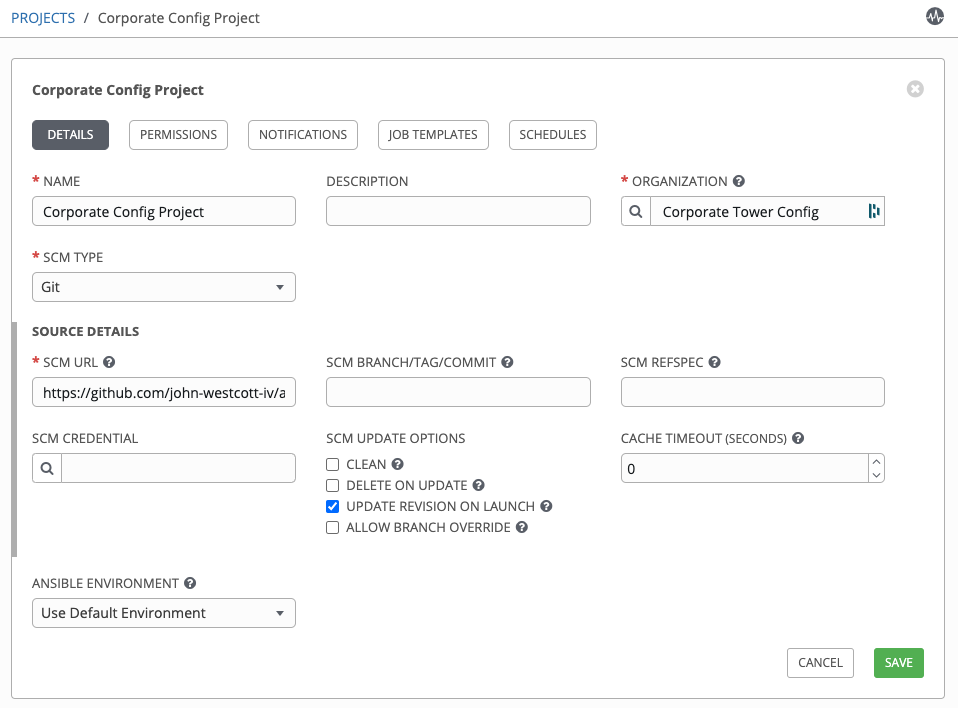 PROJECTS / Corporate Config Project
Corporate Config Project
DETAILS PERMISSIONS NOTIFICATIONS JOB TEMPLATES SCHEDULES
* NAME DESCRIPTION * ORGANIZATION ?
Corporate Config Project Corporate Tower Config
* SCM TYPE
Git
SOURCE DETAILS
* SCM URL ? SCM BRANCH/TAG/COMMIT ? SCM REFSPEC ?
https://github.com/john-westcott-iv/a
SCM CREDENTIAL SCM UPDATE OPTIONS CACHE TIMEOUT (SECONDS) ?
CLEAN ?
0
DELETE ON UPDATE ?
UPDATE REVISION ON LAUNCH ?
ALLOW BRANCH OVERRIDE ?
ANSIBLE ENVIRONMENT ?
Use Default Environment
CANCEL SAVE